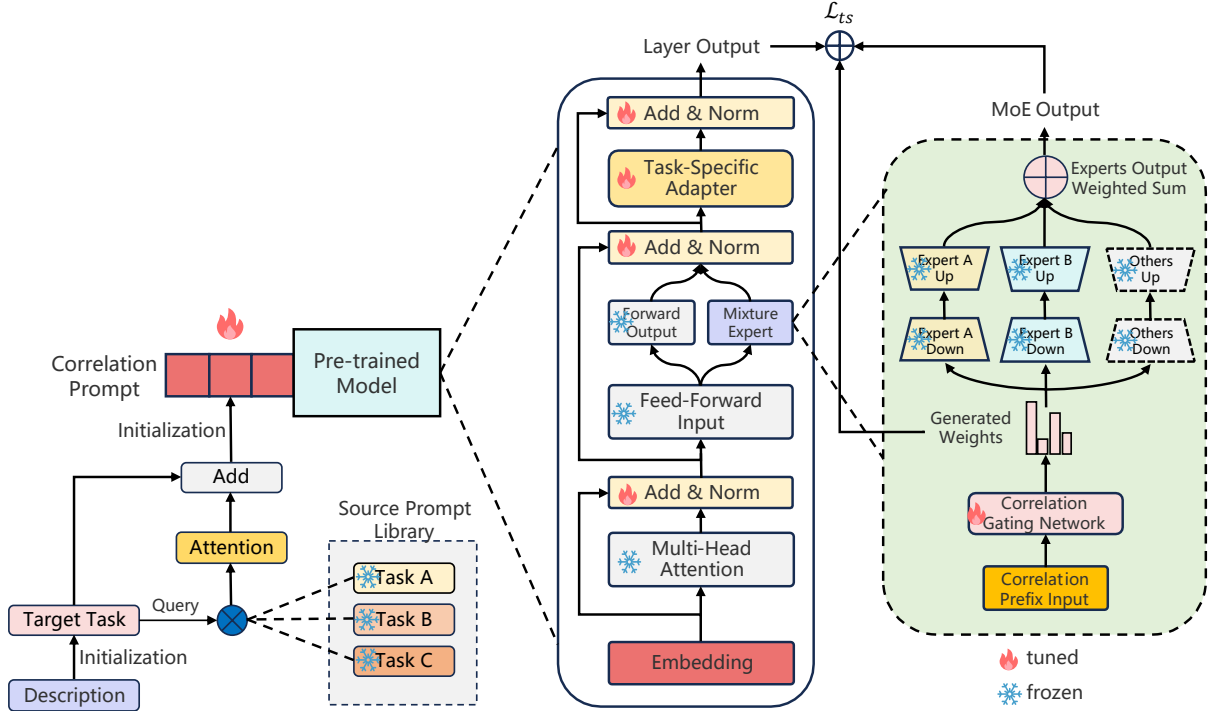 ℒts
Layer Output
MoE Output
Add & Norm
Task-Specific
Adapter
Add & Norm
Forward
Output
Mixture
Expert
Feed-Forward
Input
Add & Norm
Multi-Head
Attention
Embedding
Experts Output
Weighted Sum
Expert A
Up
Expert B
Up
Others
Up
Expert A
Down
Expert B
Down
Others
Down
Generated
Weights
Correlation
Gating Network
Correlation
Prefix Input
tuned
frozen
Correlation
Prompt
Pre-trained
Model
Initialization
Add
Attention
Source Prompt
Library
Task A
Task B
Task C
Target Task
Query
Initialization
Description